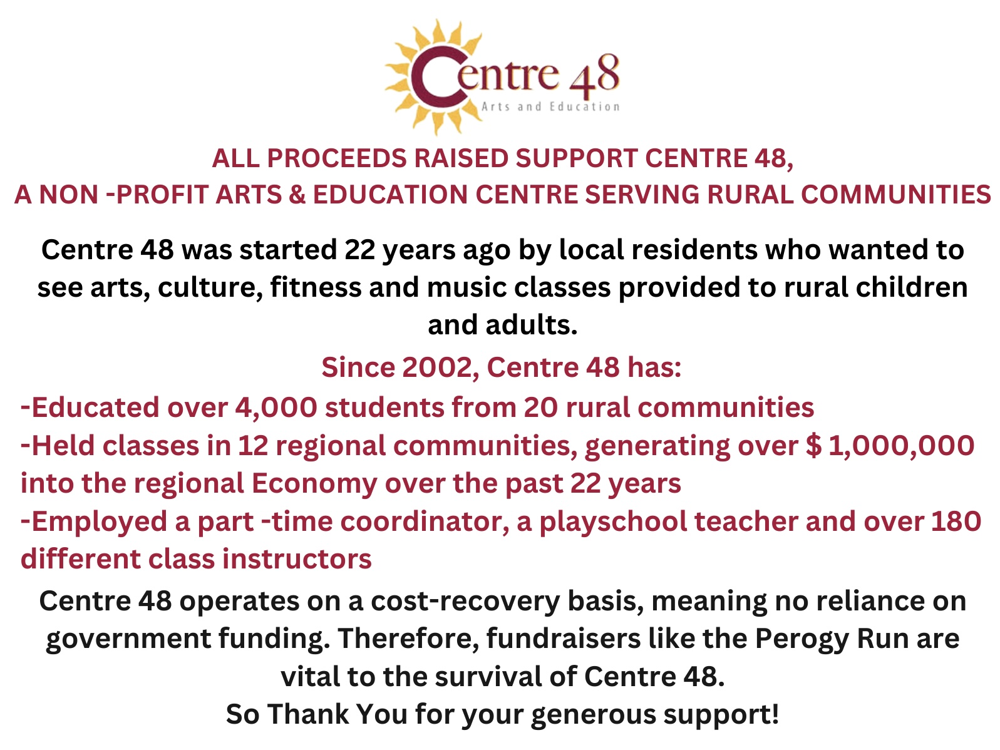 Centre 48
Arts and Education
ALL PROCEEDS RAISED SUPPORT CENTRE 48,
A NON -PROFIT ARTS & EDUCATION CENTRE SERVING RURAL COMMUNITIES
Centre 48 was started 22 years ago by local residents who wanted to
see arts, culture, fitness and music classes provided to rural children
and adults.
Since 2002, Centre 48 has:
-Educated over 4,000 students from 20 rural communities
-Held classes in 12 regional communities, generating over $ 1,000,000
into the regional Economy over the past 22 years
-Employed a part -time coordinator, a playschool teacher and over 180
different class instructors
Centre 48 operates on a cost-recovery basis, meaning no reliance on
government funding. Therefore, fundraisers like the Perogy Run are
vital to the survival of Centre 48.
So Thank You for your generous support!